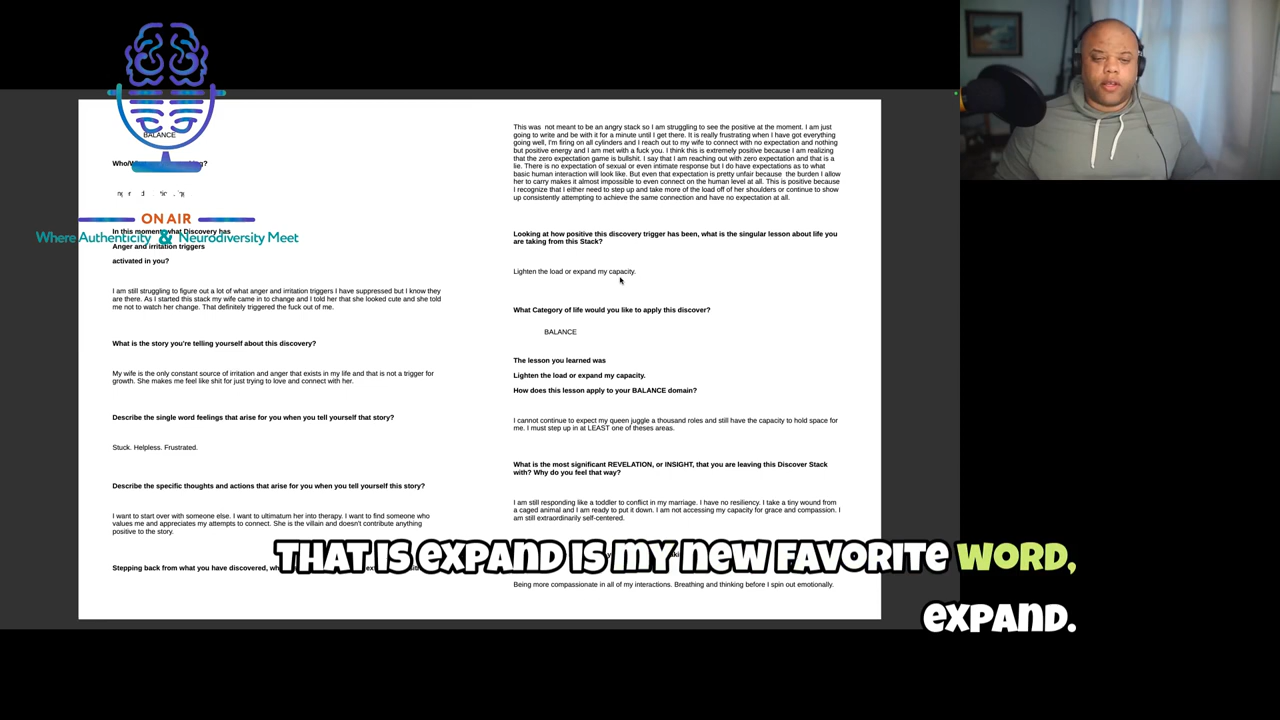 BALANCE
ON AIR
In this moment what Discovery has
Where Authenticity & Neurodiversity Meet
Anger and irritation triggers
activated in you?
I am still struggling to figure out a lot of what anger and irritation triggers I have suppressed but I know they
are there. As I started this stack my wife came in to change and I told her that she looked cute and she told
me not to watch her change. That definitely triggered the fuck out of me.
What is the story you're telling yourself about this discovery?
My wife is the only constant source of irritation and anger that exists in my life and that is not a trigger for
growth. She makes me feel like shit for just trying to love and connect with her.
Describe the single word feelings that arise for you when you tell yourself that story?
Stuck. Helpless. Frustrated.
Describe the specific thoughts and actions that arise for you when you tell yourself this story?
I want to start over with someone else. I want to ultimatum her into therapy. I want to find someone who
values me and appreciates my attempts to connect. She is the villain and doesn't contribute anything
positive to the story.
Stepping back from what you have discovered,
This was not meant to be an angry stack so I am struggling to see the positive at the moment. I am just
going to write and be with it for a minute until I get there. It is really frustrating when I have got everything
going well, I'm firing on all cylinders and I reach out to my wife to connect with no expectation and nothing
but positive energy and I am met with a fuck you. I think this is extremely positive because I am realizing
that the zero expectation game is bullshit. I say that I am reaching out with zero expectation and that is a
lie. There is no expectation of sexual or even intimate response but I do have expectations as to what
basic human interaction will look like. But even that expectation is pretty unfair because the burden I allow
her to carry makes it almost impossible to even connect on the human level at all. This is positive because
I recognize that I either need to step up and take more of the load off of her shoulders or continue to show
up consistently attempting to achieve the same connection and have no expectation at all.
Looking at how positive this discovery trigger has been, what is the singular lesson about life you
are taking from this Stack?
Lighten the load or expand my capacity.
What Category of life would you like to apply this discover?
BALANCE
The lesson you learned was
Lighten the load or expand my capacity.
How does this lesson apply to your BALANCE domain?
I cannot continue to expect my queen juggle a thousand roles and still have the capacity to hold space for
me. I must step up in at LEAST one of theses areas.
What is the most significant REVELATION, or INSIGHT, that you are leaving this Discover Stack
with? Why do you feel that way?
I am still responding like a toddler to conflict in my marriage. I have no resiliency. I take a tiny wound from
a caged animal and I am ready to put it down. I am not accessing my capacity for grace and compassion. I
am still extraordinarily self-centered.
Being more compassionate in all of my interactions. Breathing and thinking before I spin out emotionally.
THAT IS EXPAND IS MY NEW FAVORITE WORD,
EXPAND.